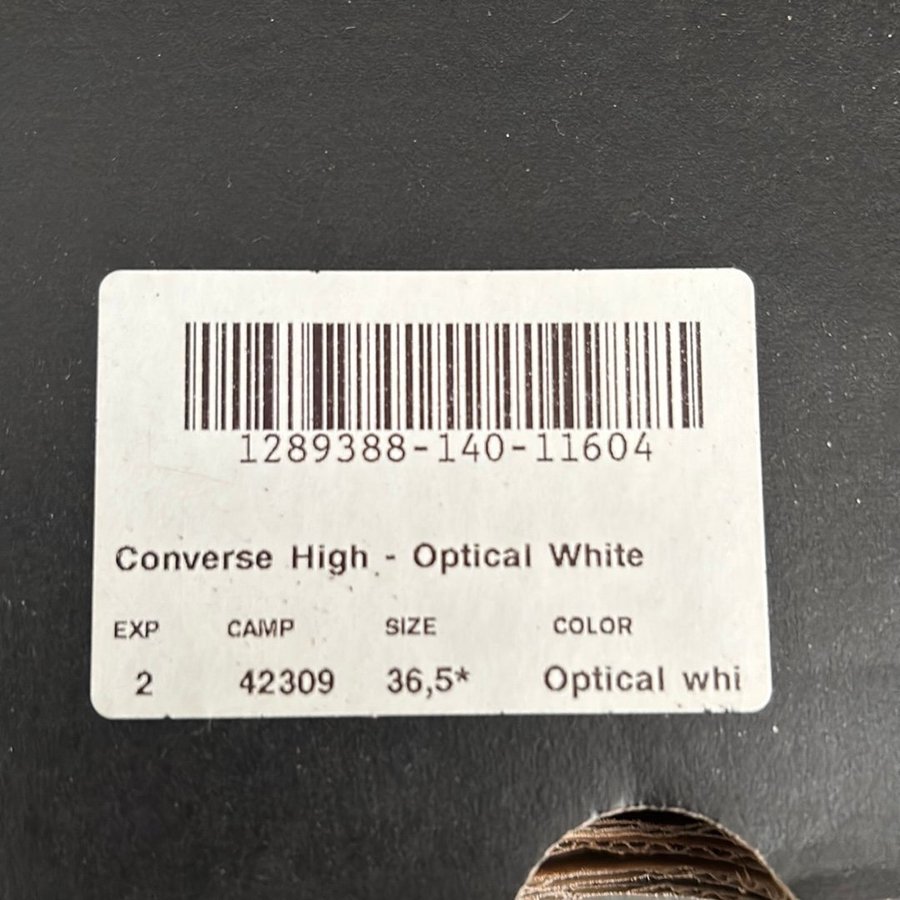 1289388-140-11604
Converse High - Optical White
EXP CAMP SIZE COLOR
2 42309 36,5* Optical whi